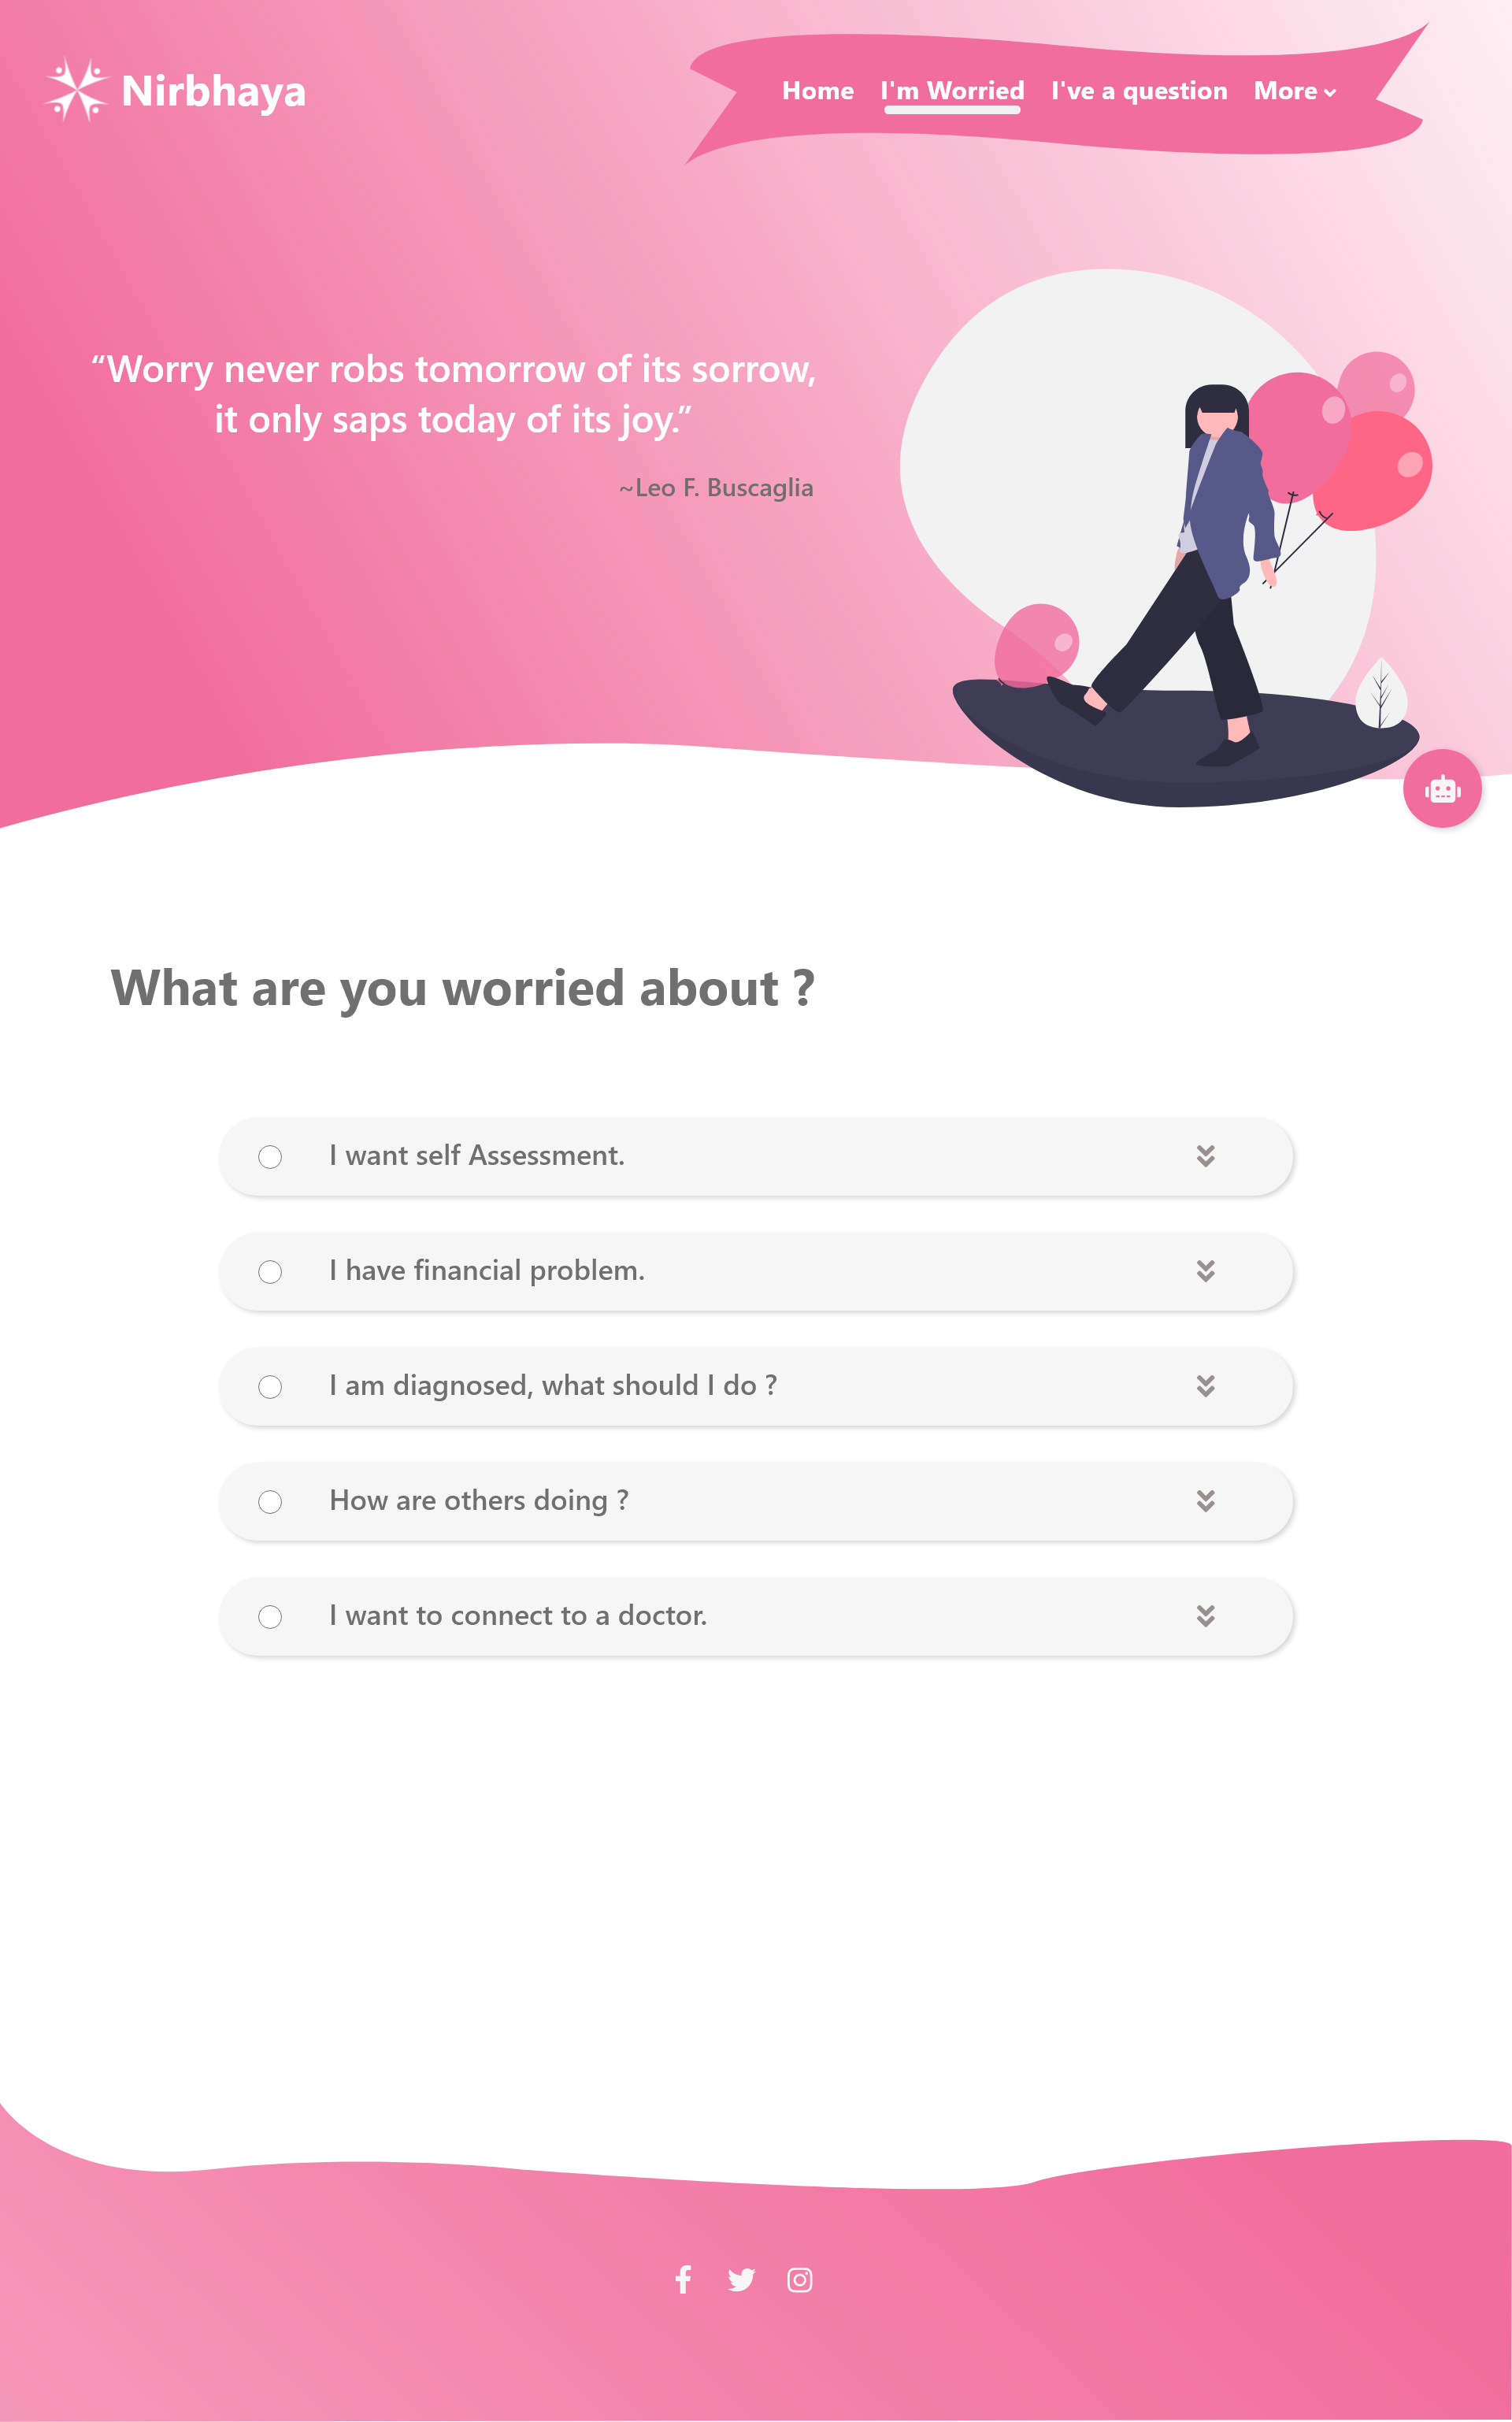 Nirbhaya
Home I'm Worried I've a question More
“Worry never robs tomorrow of its sorrow,
it only saps today of its joy.”
~Leo F. Buscaglia
What are you worried about ?
I want self Assessment.
I have financial problem.
I am diagnosed, what should I do ?
How are others doing ?
I want to connect to a doctor.